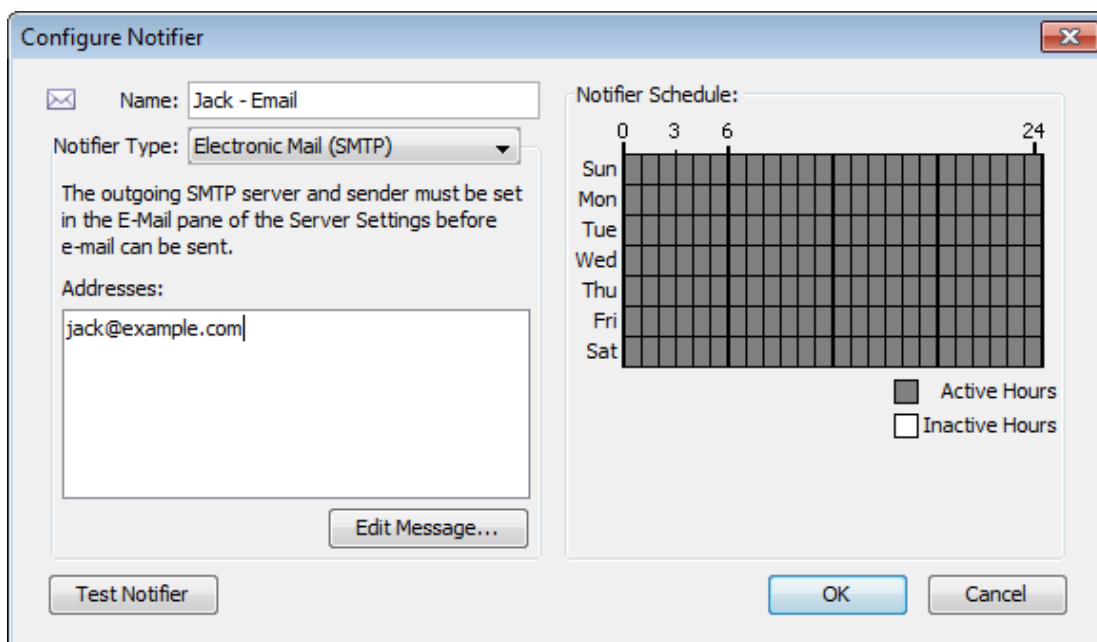 Configure Notifier
Name: Jack - Email
Notifier Type: Electronic Mail (SMTP)
The outgoing SMTP server and sender must be set
in the E-Mail pane of the Server Settings before
e-mail can be sent.
Addresses:
jack@example.com
Edit Message...
Notifier Schedule:
0 3 6 24
Sun
Mon
Tue
Wed
Thu
Fri
Sat
Active Hours
Inactive Hours
Test Notifier
OK
Cancel